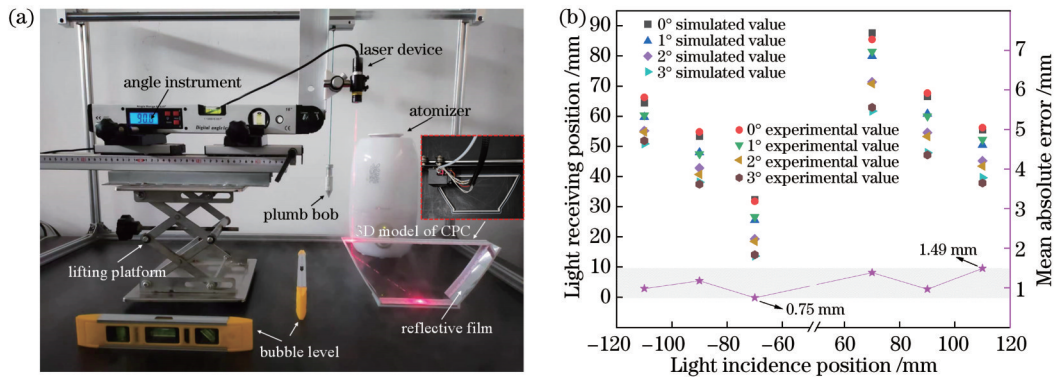 (a)
laser device
angle instrument
atomizer
Digital angle
plumb bob
3D model of CPC
lifting platform
reflective film
bubble level
(b)
Light receiving position /mm
90
80
70
60
50
40
30
20
10
0
0° simulated value
1° simulated value
2° simulated value
3° simulated value
0° experimental value
1° experimental value
2° experimental value
3° experimental value
1.49 mm
0.75 mm
7
6
5
4
3
2
1
Mean absolute error /mm
−120 −100 −80 −60 60 80 100 120
Light incidence position /mm